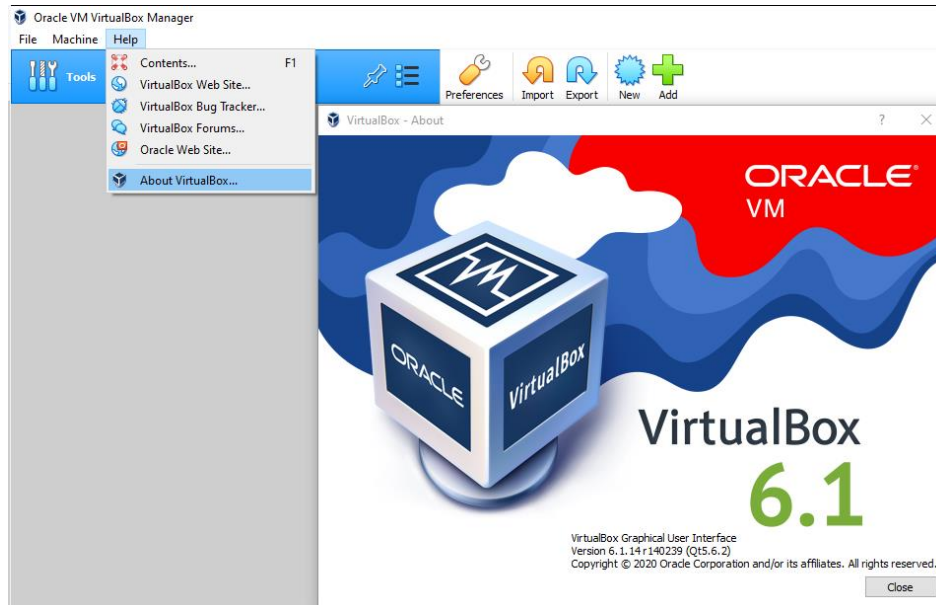 Oracle VM VirtualBox Manager
File Machine Help
Tools
Contents... F1
VirtualBox Web Site...
VirtualBox Bug Tracker...
VirtualBox Forums...
Oracle Web Site...
About VirtualBox...
Preferences Import Export New Add
VirtualBox - About ?
ORACLE®
VM
ORACLE
VirtualBox
VirtualBox
6.1
VirtualBox Graphical User Interface
Version 6.1.14 r140239 (Qt5.6.2)
Copyright © 2020 Oracle Corporation and/or its affiliates. All rights reserved.
Close